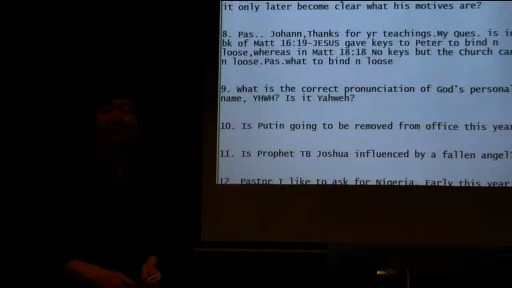 it only later become clear what his motives are?
8. Pas.. Johann,Thanks for yr teachings.My Ques. is in
bk of Matt 16:19-JESUS gave keys to Peter to bind n
loose,whereas in Matt 18:18 No keys but the church can
n loose.Pas.what to bind n loose
9. What is the correct pronunciation of God's personal
name, YHWH? Is it Yahweh?
10. Is Putin going to be removed from office this year
11. Is Prophet TB Joshua influenced by a fallen angel?
12. Pastor I like to ask for Nigeria. Early this year